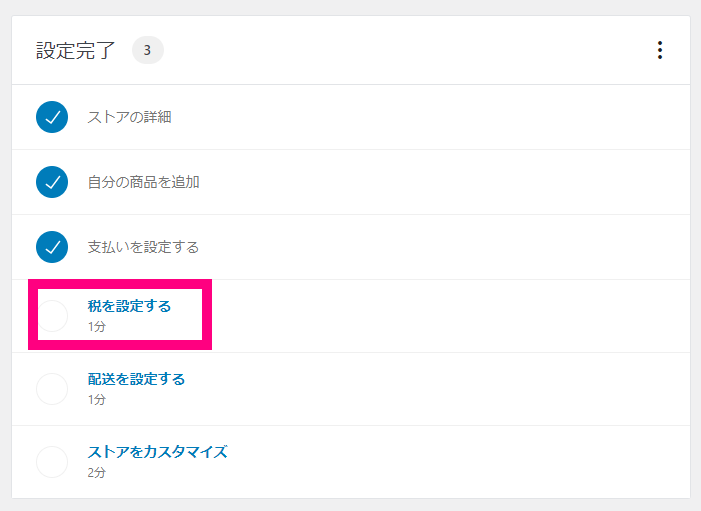 設定完了 3
ストアの詳細
自分の商品を追加
支払いを設定する
税を設定する
1分
配送を設定する
1分
ストアをカスタマイズ
2分